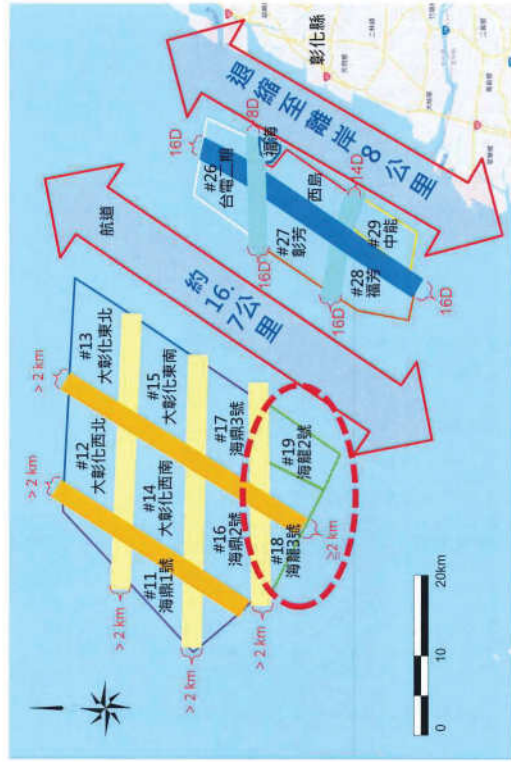 > 2 km
> 2 km
#13
大彰化東北
#12
大彰化西北
#15
大彰化東南
#14
大彰化西南
#11
海鼎1號
#17
海鼎3號
#16
海鼎2號
#19
海龍2號
#18
海龍3號
> 2 km
> 2 km
> 2 km
≥2 km
航道
約16.7公里
退縮至離岸8公里
彰化縣
16D
#26
台電二期
8D
福海
#27
彰芳
西島
16D
14D
#28
福芳
#29
中能
16D
16D
0
10
20km